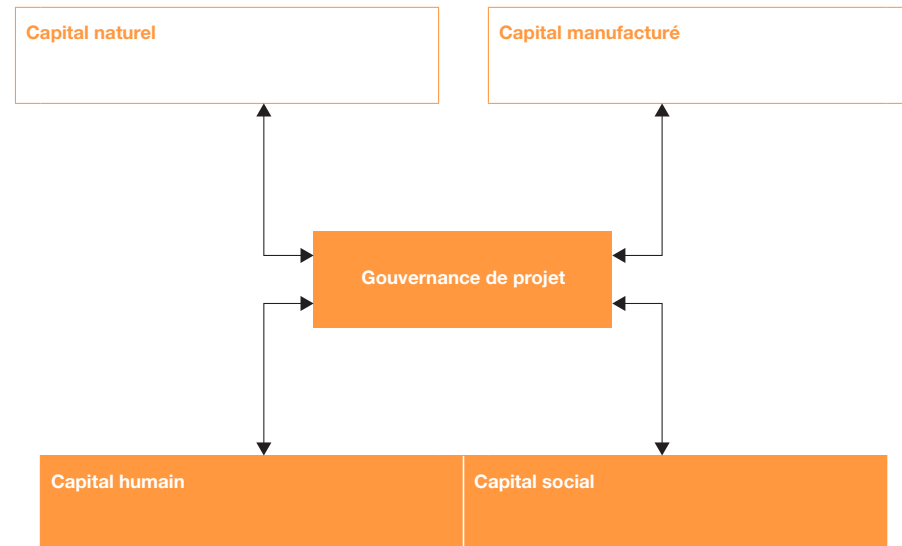 Capital naturel
Capital manufacturé
Gouvernance de projet
Capital humain
Capital social